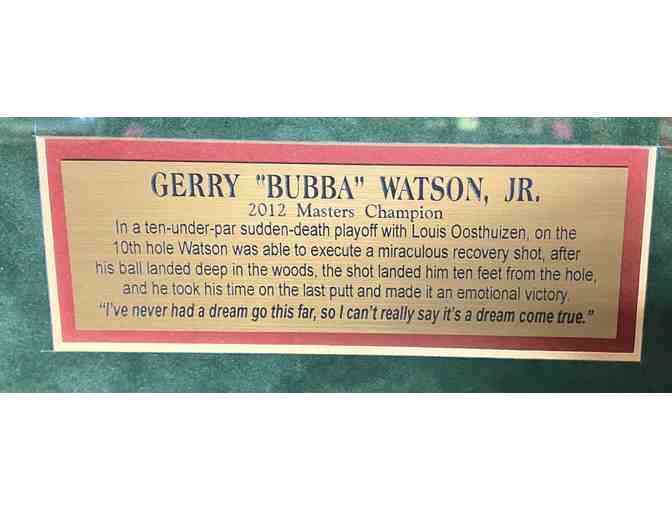 GERRY "BUBBA" WATSON, JR.
2012 Masters Champion
In a ten-under-par sudden-death playoff with Louis Oosthuizen, on the
10th hole Watson was able to execute a miraculous recovery shot, after
his ball landed deep in the woods, the shot landed him ten feet from the hole,
and he took his time on the last putt and made it an emotional victory.
"I've never had a dream go this far, so I can't really say it's a dream come true."